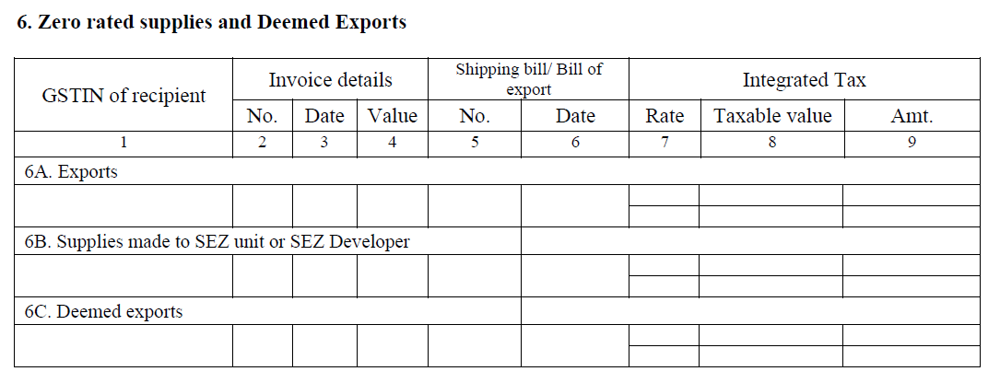 6. Zero rated supplies and Deemed Exports
GSTIN of recipient
Invoice details
Shipping bill/ Bill of
export
Integrated Tax
No. Date Value No. Date Rate Taxable value Amt.
1 2 3 4 5 6 7 8 9
6A. Exports
6B. Supplies made to SEZ unit or SEZ Developer
6C. Deemed exports